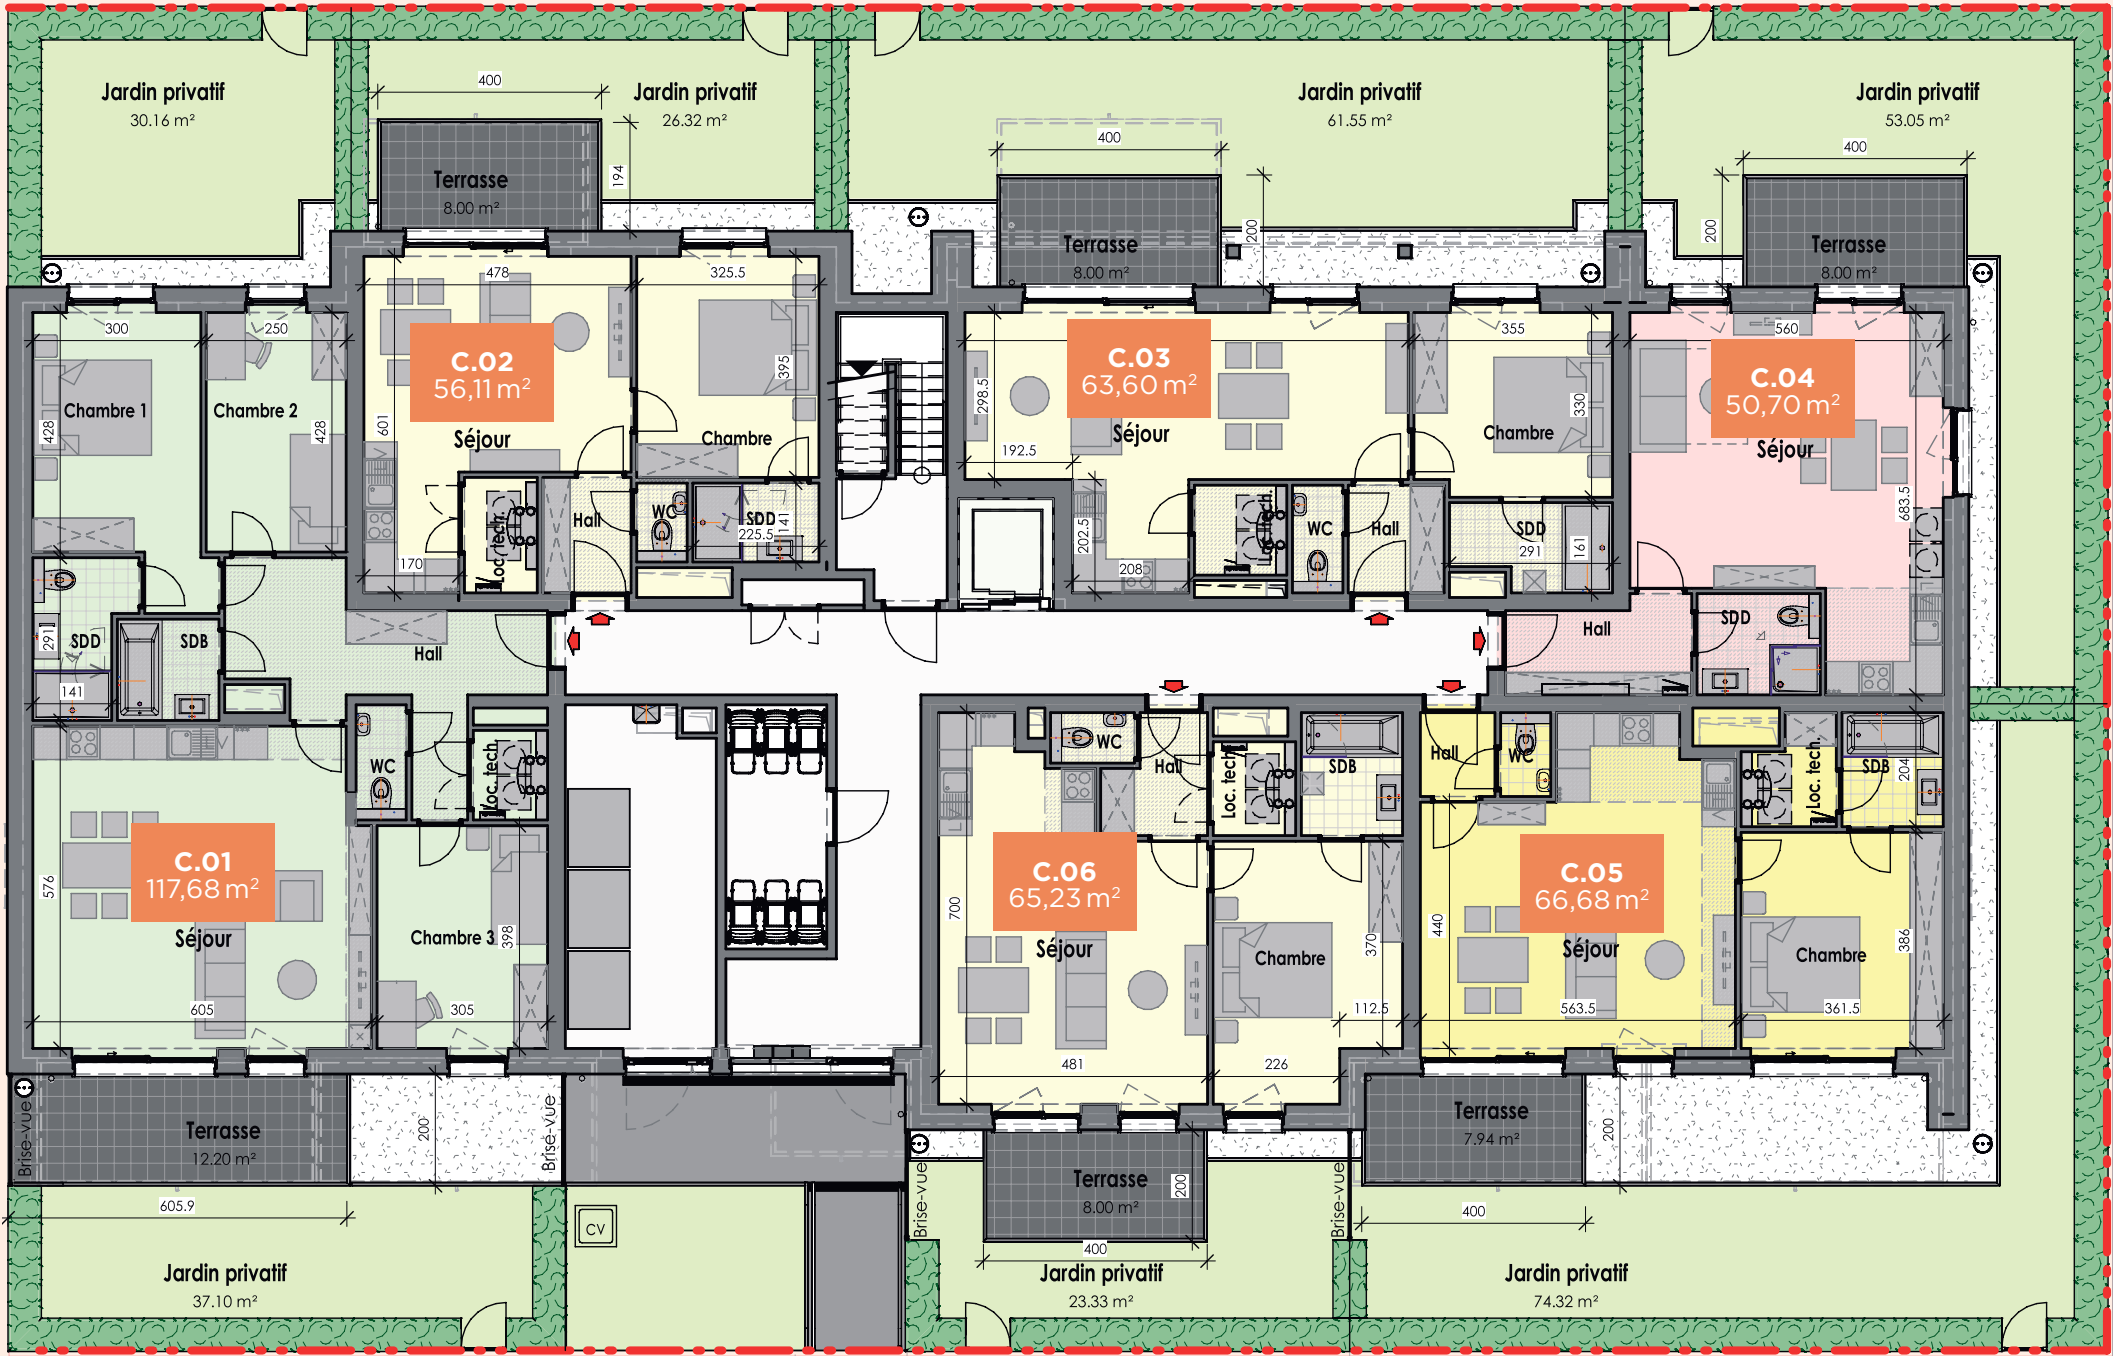 Jardin privatif
30.16 m²
400
Jardin privatif
26.32 m²
194
Terrasse
8.00 m²
Jardin privatif
61.55 m²
400
200
Terrasse
8.00 m²
Jardin privatif
53.05 m²
400
200
Terrasse
8.00 m²
300
250
Chambre 1
428
Chambre 2
428
478
325.5
C.02
56,11 m²
601
Séjour
395
Chambre
170
Loc. tech.
Hall
WC
SDD
141
225.5
C.03
63,60 m²
298.5
192.5
Séjour
355
330
Chambre
202.5
208
Loc. tech.
WC
Hall
SDD
291
161
560
C.04
50,70 m²
Séjour
683.5
Hall
SDD
291
SDD
SDB
141
Hall
WC
Loc. tech.
C.01
117,68 m²
576
Séjour
605
Chambre 3
398
305
WC
Hall
Loc. tech.
SDB
C.06
65,23 m²
700
Séjour
481
Chambre
370
112.5
226
Hall
WC
C.05
66,68 m²
440
Séjour
563.5
Loc. tech.
SDB
204
Chambre
386
361.5
Brise-vue
Terrasse
12.20 m²
200
Brise-vue
605.9
Jardin privatif
37.10 m²
CV
Brise-vue
Terrasse
8.00 m²
200
400
Jardin privatif
23.33 m²
Brise-vue
Terrasse
7.94 m²
200
400
Jardin privatif
74.32 m²